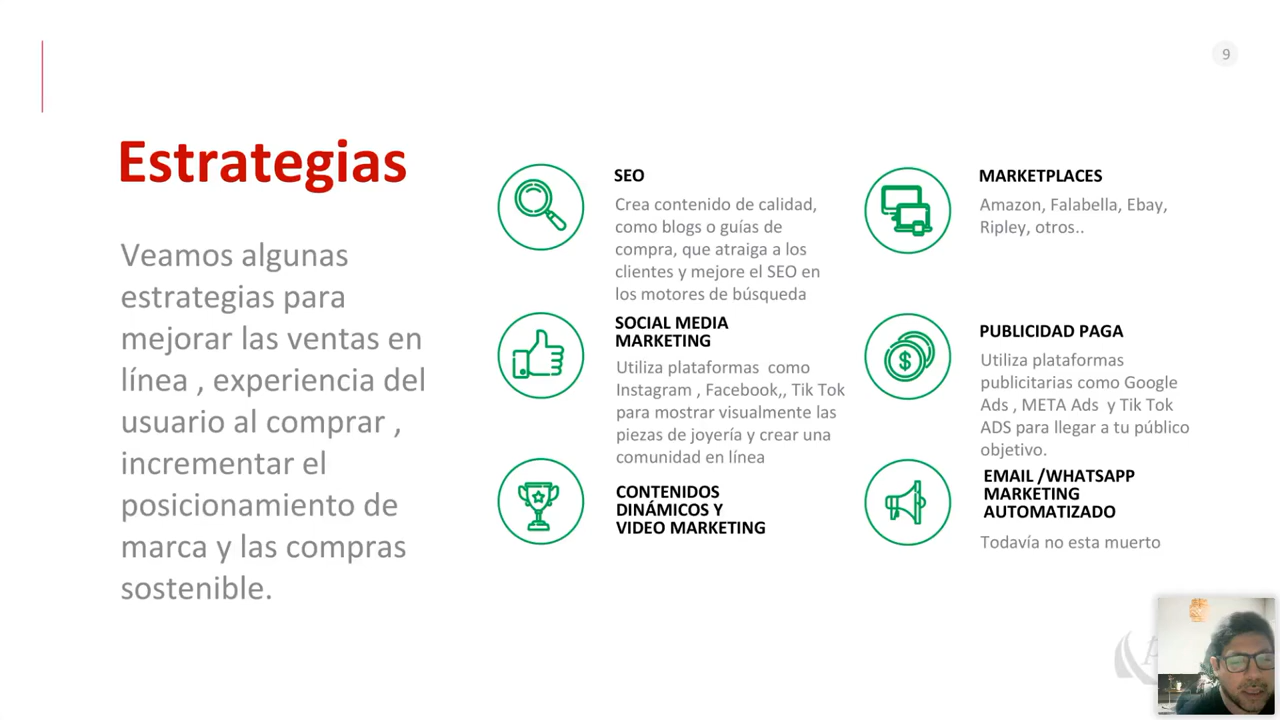 9
Estrategias
Veamos algunas
estrategias para
mejorar las ventas en
línea , experiencia del
usuario al comprar ,
incrementar el
posicionamiento de
marca y las compras
sostenible.
SEO
Crea contenido de calidad,
como blogs o guías de
compra, que atraiga a los
clientes y mejore el SEO en
los motores de búsqueda
SOCIAL MEDIA
MARKETING
Utiliza plataformas  como
Instagram , Facebook,, Tik Tok
para mostrar visualmente las
piezas de joyería y crear una
comunidad en línea
CONTENIDOS
DINÁMICOS Y
VIDEO MARKETING
MARKETPLACES
Amazon, Falabella, Ebay,
Ripley, otros..
PUBLICIDAD PAGA
Utiliza plataformas
publicitarias como Google
Ads , META Ads  y Tik Tok
ADS para llegar a tu público
objetivo.
EMAIL /WHATSAPP
MARKETING
AUTOMATIZADO
Todavía no esta muerto